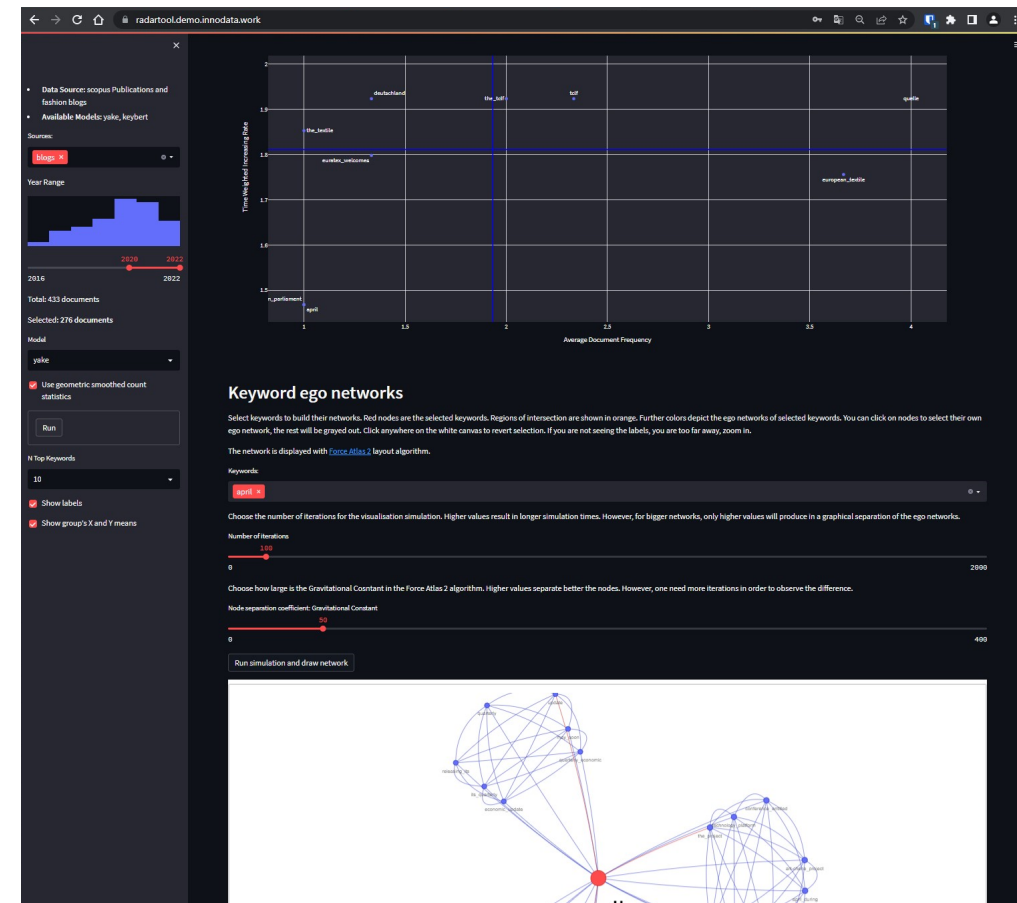 radartool.demo.innodata.work
Data Source: scopus Publications and
fashion blogs
Available Models: yake, keybert
Sources:
blogs ×
Year Range
2020 2022
2016 2022
Total: 433 documents
Selected: 276 documents
Model
yake
Use geometric smoothed count
statistics
Run
N Top Keywords
10
Show labels
Show group's X and Y means
Time Weighted Increasing Rate
2
1.9
1.8
1.7
1.6
1.5
deutschland
the_tclf
tclf
quelle
the_textile
euratex_welcomes
european_textile
n_parliament
april
1 1.5 2 2.5 3 3.5 4
Average Document Frequency
Keyword ego networks
Select keywords to build their networks. Red nodes are the selected keywords. Regions of intersection are shown in orange. Further colors depict the ego networks of selected keywords. You can click on nodes to select their own
ego network, the rest will be grayed out. Click anywhere on the white canvas to revert selection. If you are not seeing the labels, you are too far away, zoom in.
The network is displayed with Force Atlas 2 layout algorithm.
Keywords:
april ×
Choose the number of iterations for the visualisation simulation. Higher values result in longer simulation times. However, for bigger networks, only higher values will produce in a graphical separation of the ego networks.
Number of iterations
100
0 2000
Choose how large is the Gravitational Cosntant in the Force Atlas 2 algorithm. Higher values separate better the nodes. However, one need more iterations in order to observe the difference.
Node separation coefficient: Gravitational Constant
50
0 400
Run simulation and draw network
update
quarterly
quarterly_economic
economic_update
conference_entitled
technology_platform